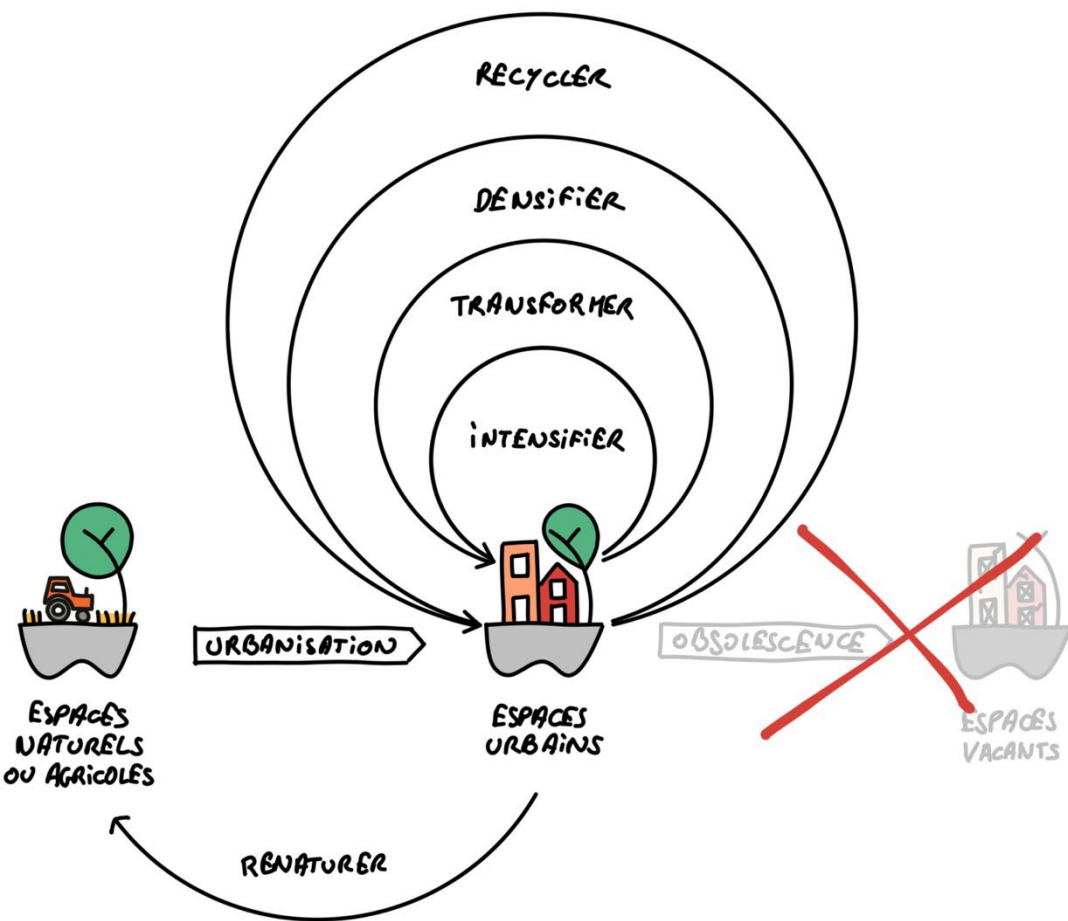 RECYCLER
DENSIFIER
TRANSFORMER
INTENSIFIER
URBANISATION
OBSOLESCENCE
ESPACES
NATURELS
OU AGRICOLES
ESPACES
URBAINS
ESPACES
VACANTS
RENATURER